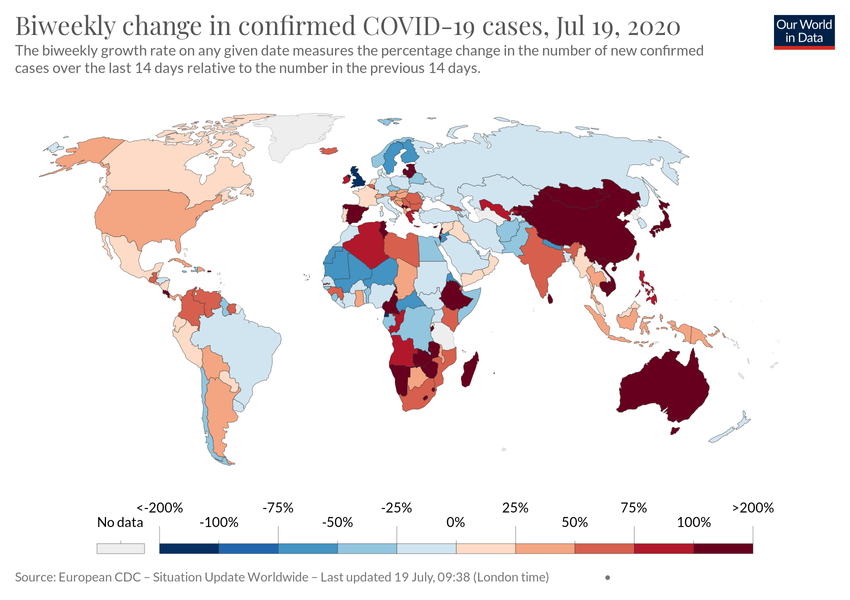 Biweekly change in confirmed COVID-19 cases, Jul 19, 2020
Our World
in Data
The biweekly growth rate on any given date measures the percentage change in the number of new confirmed
cases over the last 14 days relative to the number in the previous 14 days.
<-200% -75% -25% 25% 75% >200%
No data -100% -50% 0% 50% 100%
Source: European CDC – Situation Update Worldwide – Last updated 19 July, 09:38 (London time) •